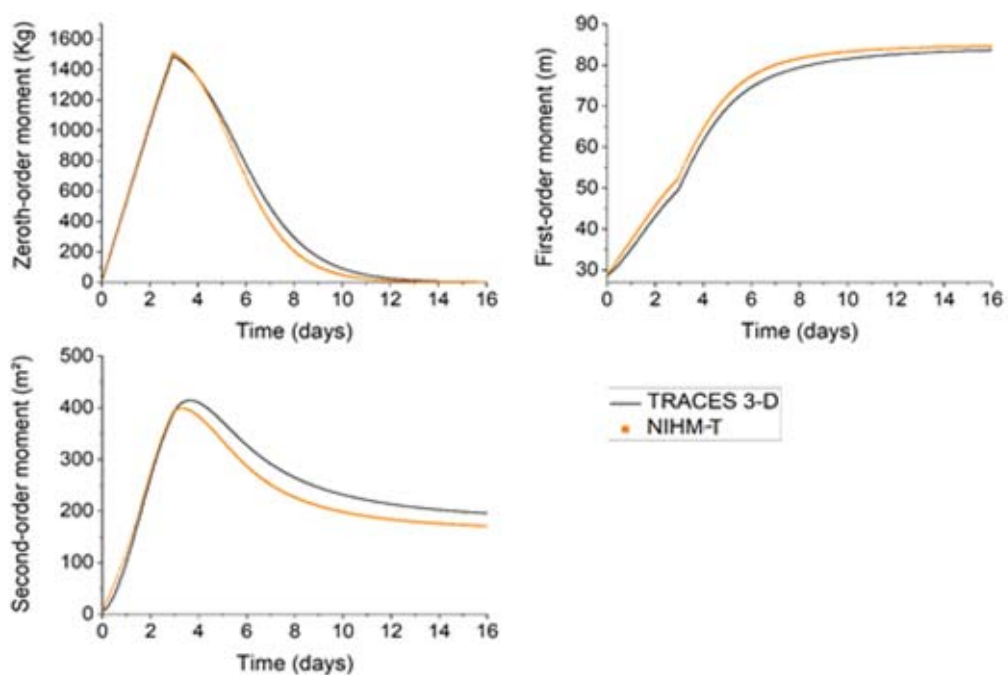 Zeroth-order moment (Kg)
1600
1400
1200
1000
800
600
400
200
0
0 2 4 6 8 10 12 14 16
Time (days)
First-order moment (m)
90
80
70
60
50
40
30
0 2 4 6 8 10 12 14 16
Time (days)
Second-order moment (m²)
500
400
300
200
100
0
0 2 4 6 8 10 12 14 16
Time (days)
TRACES 3-D
NIHM-T